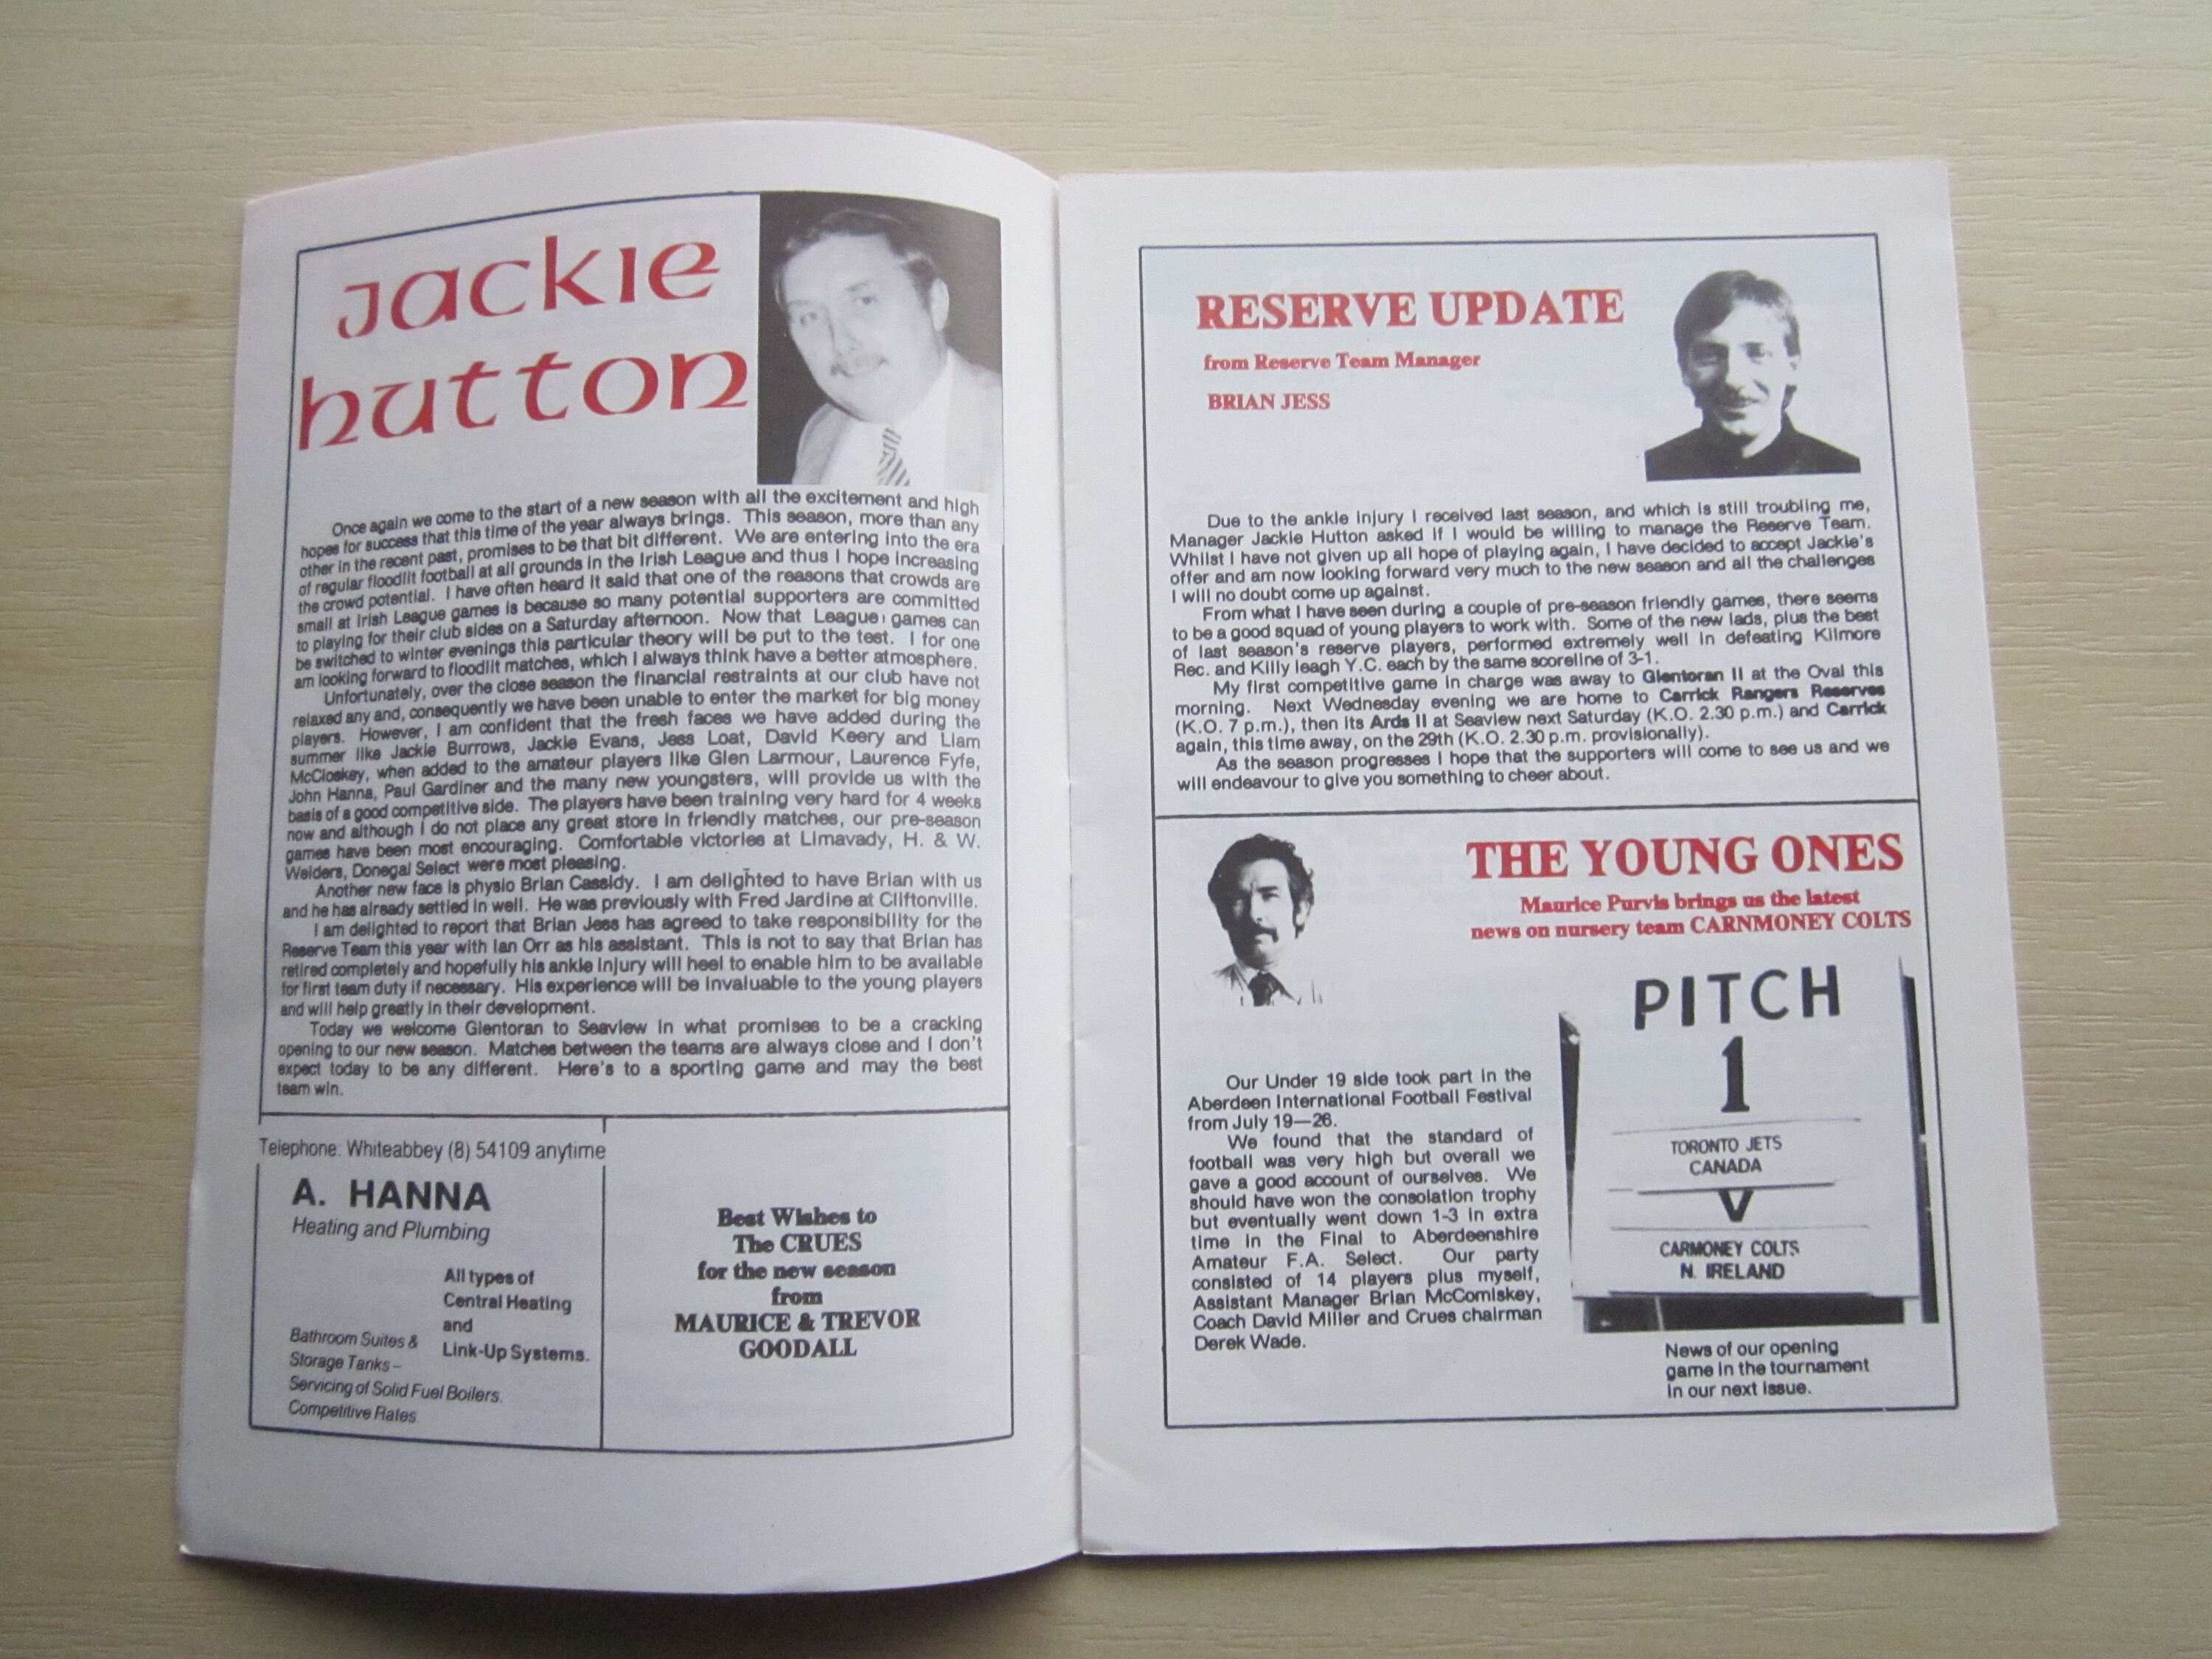 Jackie
hutton
Once again we come to the start of a new season with all the excitement and high
hopes for success that this time of the year always brings. This season, more than any
other in the recent past, promises to be that bit different. We are entering into the era
of regular floodlit football at all grounds in the Irish League and thus I hope increasing
the crowd potential. I have often heard it said that one of the reasons that crowds are
small at Irish League games is because so many potential supporters are committed
to playing for their club sides on a Saturday afternoon. Now that League games can
be switched to winter evenings this particular theory will be put to the test. I for one
am looking forward to floodlit matches, which I always think have a better atmosphere.
Unfortunately, over the close season the financial restraints at our club have not
relaxed any and, consequently we have been unable to enter the market for big money
players. However, I am confident that the fresh faces we have added during the
summer like Jackie Burrows, Jackie Evans, Jess Loat, David Keery and Liam
McCloskey, when added to the amateur players like Glen Larmour, Laurence Fyfe,
John Hanna, Paul Gardiner and the many new youngsters, will provide us with the
basis of a good competitive side. The players have been training very hard for 4 weeks
now and although I do not place any great store in friendly matches, our pre-season
games have been most encouraging. Comfortable victories at Limavady, H. & W.
Welders, Donegal Select were most pleasing.
Another new face is physio Brian Cassidy. I am delighted to have Brian with us
and he has already settled in well. He was previously with Fred Jardine at Cliftonville.
I am delighted to report that Brian Jess has agreed to take responsibility for the
Reserve Team this year with Ian Orr as his assistant. This is not to say that Brian has
retired completely and hopefully his ankle injury will heel to enable him to be available
for first team duty if necessary. His experience will be invaluable to the young players
and will help greatly in their development.
Today we welcome Glentoran to Seaview in what promises to be a cracking
opening to our new season. Matches between the teams are always close and I don't
expect today to be any different. Here's to a sporting game and may the best
team win.
Telephone: Whiteabbey (8) 54109 anytime
A. HANNA
Heating and Plumbing
All types of
Central Heating
and
Link-Up Systems.
Bathroom Suites &
Storage Tanks –
Servicing of Solid Fuel Boilers.
Competitive Rates.
Best Wishes to
The CRUES
for the new season
from
MAURICE & TREVOR
GOODALL
RESERVE UPDATE
from Reserve Team Manager
BRIAN JESS
Due to the ankle injury I received last season, and which is still troubling me,
Manager Jackie Hutton asked if I would be willing to manage the Reserve Team.
Whilst I have not given up all hope of playing again, I have decided to accept Jackie's
offer and am now looking forward very much to the new season and all the challenges
I will no doubt come up against.
From what I have seen during a couple of pre-season friendly games, there seems
to be a good squad of young players to work with. Some of the new lads, plus the best
of last season's reserve players, performed extremely well in defeating Kilmore
Rec. and Killy leagh Y.C. each by the same scoreline of 3-1.
My first competitive game in charge was away to Glentoran II at the Oval this
morning. Next Wednesday evening we are home to Carrick Rangers Reserves
(K.O. 7 p.m.), then its Ards II at Seaview next Saturday (K.O. 2.30 p.m.) and Carrick
again, this time away, on the 29th (K.O. 2.30 p.m. provisionally).
As the season progresses I hope that the supporters will come to see us and we
will endeavour to give you something to cheer about.
THE YOUNG ONES
Maurice Purvis brings us the latest
news on nursery team CARNMONEY COLTS
Our Under 19 side took part in the
Aberdeen International Football Festival
from July 19—26.
We found that the standard of
football was very high but overall we
gave a good account of ourselves. We
should have won the consolation trophy
but eventually went down 1-3 in extra
time in the Final to Aberdeenshire
Amateur F.A. Select. Our party
consisted of 14 players plus myself,
Assistant Manager Brian McComiskey,
Coach David Miller and Crues chairman
Derek Wade.
PITCH
1
TORONTO JETS
CANADA
V
CARMONEY COLTS
N. IRELAND
News of our opening
game in the tournament
in our next issue.